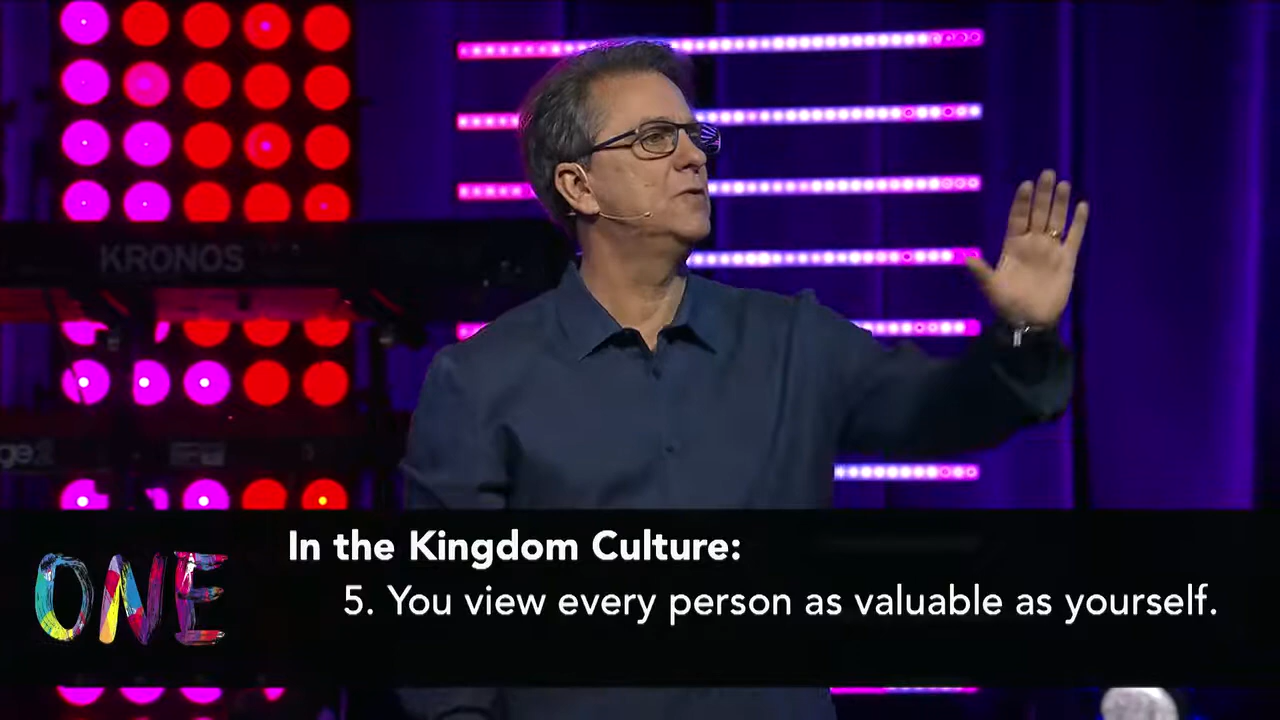 KRONOS
ONE
In the Kingdom Culture:
5. You view every person as valuable as yourself.